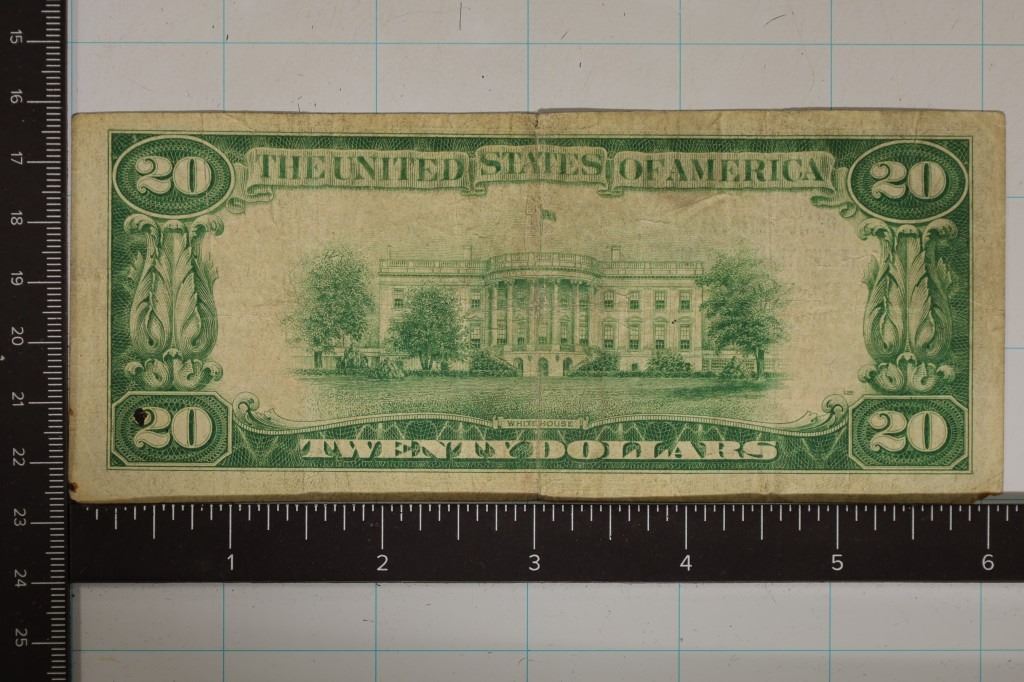 20 THE UNITED STATES OF AMERICA 20
WHITE HOUSE
20 TWENTY DOLLARS 20
15
16
17
18
19
20
21
22
23
24
25
1 2 3 4 5 6